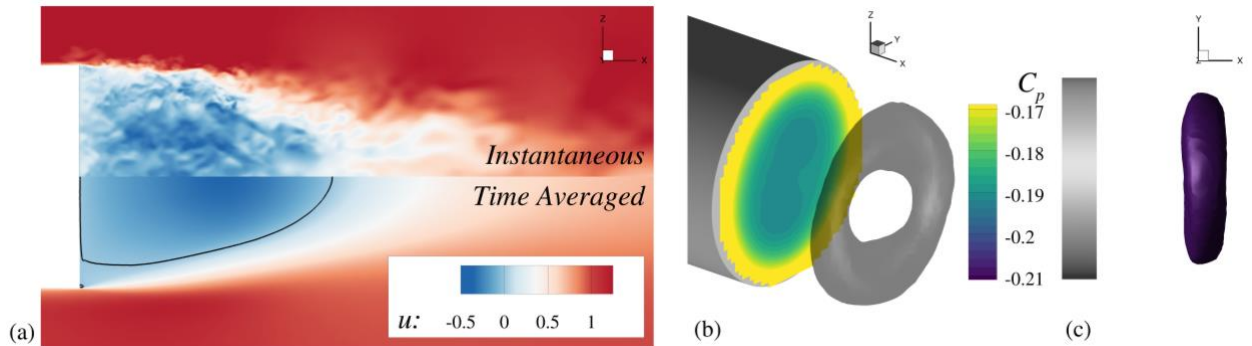 Z
X
Instantaneous
Time Averaged
u: -0.5 0 0.5 1
(a)
Z
Y
X
C_p
-0.17
-0.18
-0.19
-0.2
-0.21
(b)
Y
Z
X
(c)